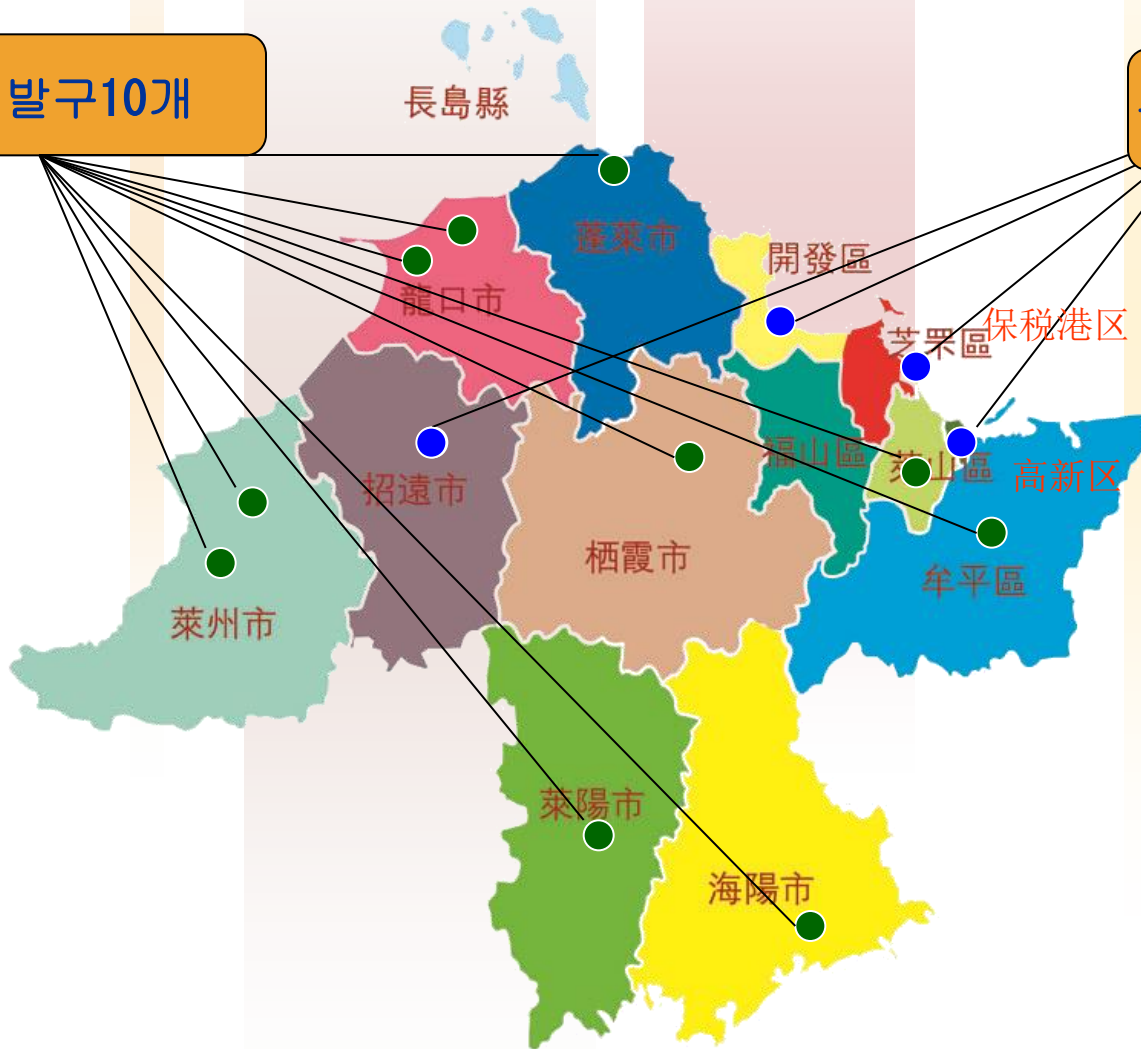 長島縣
발구10개
蓬萊市
開發區
龍口市
保税港区
芝罘區
福山區
萊山區
高新区
招遠市
栖霞市
牟平區
萊州市
萊陽市
海陽市